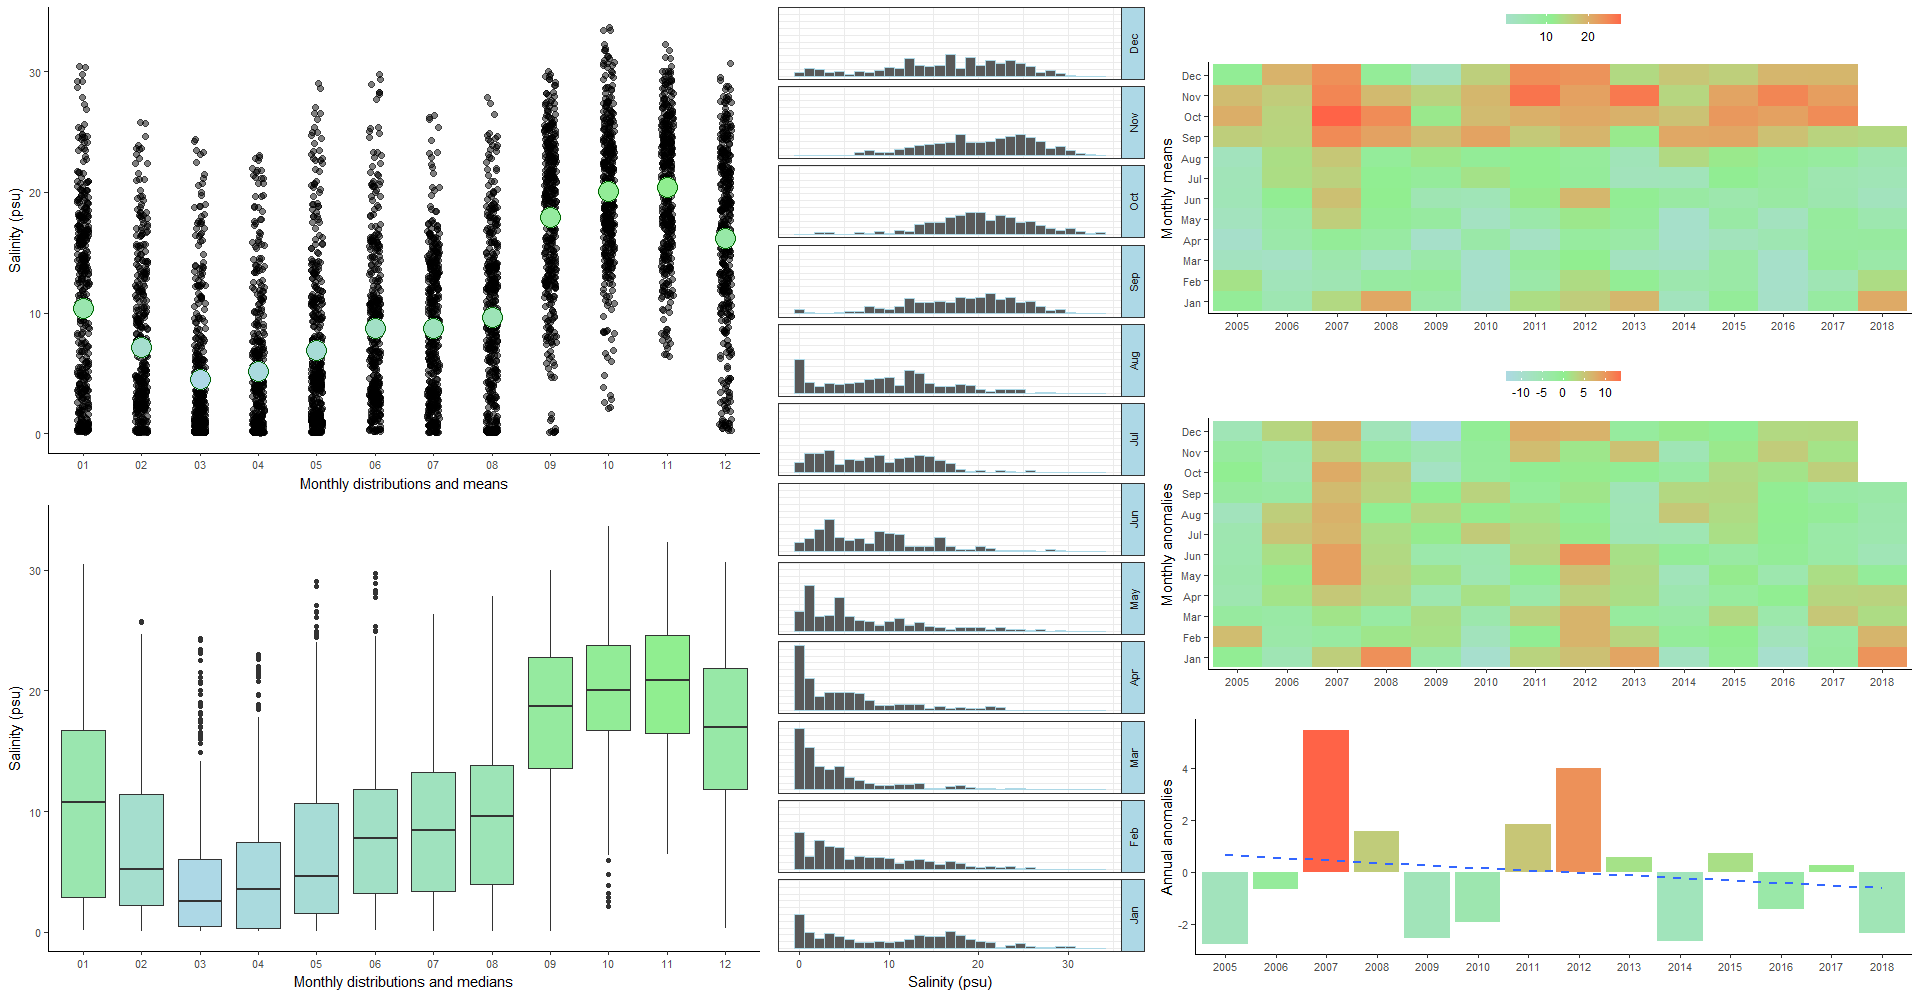 Salinity (psu)
30
20
10
0
01 02 03 04 05 06 07 08 09 10 11 12
Monthly distributions and means
Salinity (psu)
30
20
10
0
01 02 03 04 05 06 07 08 09 10 11 12
Monthly distributions and medians
Dec
Nov
Oct
Sep
Aug
Jul
Jun
May
Apr
Mar
Feb
Jan
0 10 20 30
Salinity (psu)
10 20
Monthly means
Dec
Nov
Oct
Sep
Aug
Jul
Jun
May
Apr
Mar
Feb
Jan
2005 2006 2007 2008 2009 2010 2011 2012 2013 2014 2015 2016 2017 2018
-10 -5 0 5 10
Monthly anomalies
Dec
Nov
Oct
Sep
Aug
Jul
Jun
May
Apr
Mar
Feb
Jan
2005 2006 2007 2008 2009 2010 2011 2012 2013 2014 2015 2016 2017 2018
Annual anomalies
4
2
0
-2
2005 2006 2007 2008 2009 2010 2011 2012 2013 2014 2015 2016 2017 2018